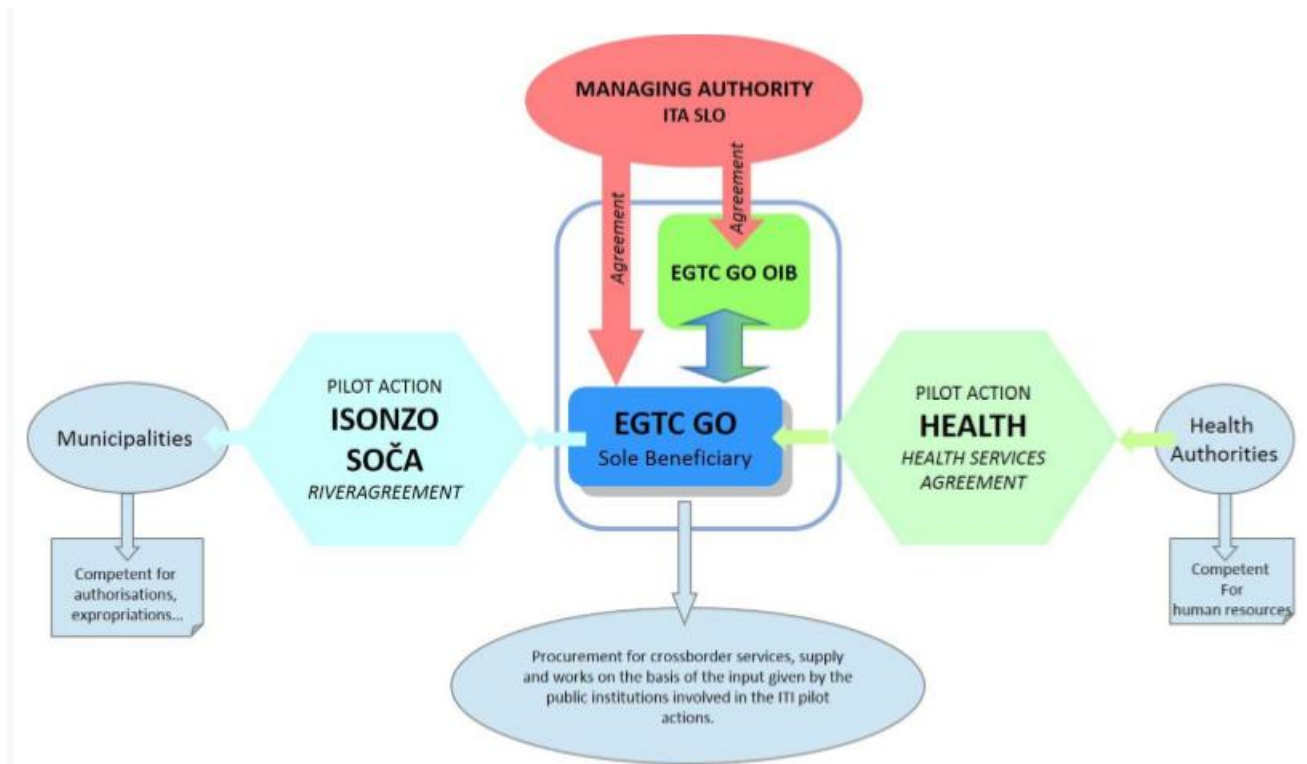 MANAGING AUTHORITY
ITA SLO
Agreement
Agreement
EGTC GO OIB
PILOT ACTION
ISONZO
SOČA
RIVERAGREEMENT
EGTC GO
Sole Beneficiary
PILOT ACTION
HEALTH
HEALTH SERVICES
AGREEMENT
Municipalities
Health
Authorities
Competent for
authorisations,
expropriations...
Competent
For
human resources
Procurement for crossborder services, supply
and works on the basis of the input given by the
public institutions involved in the ITI pilot
actions.